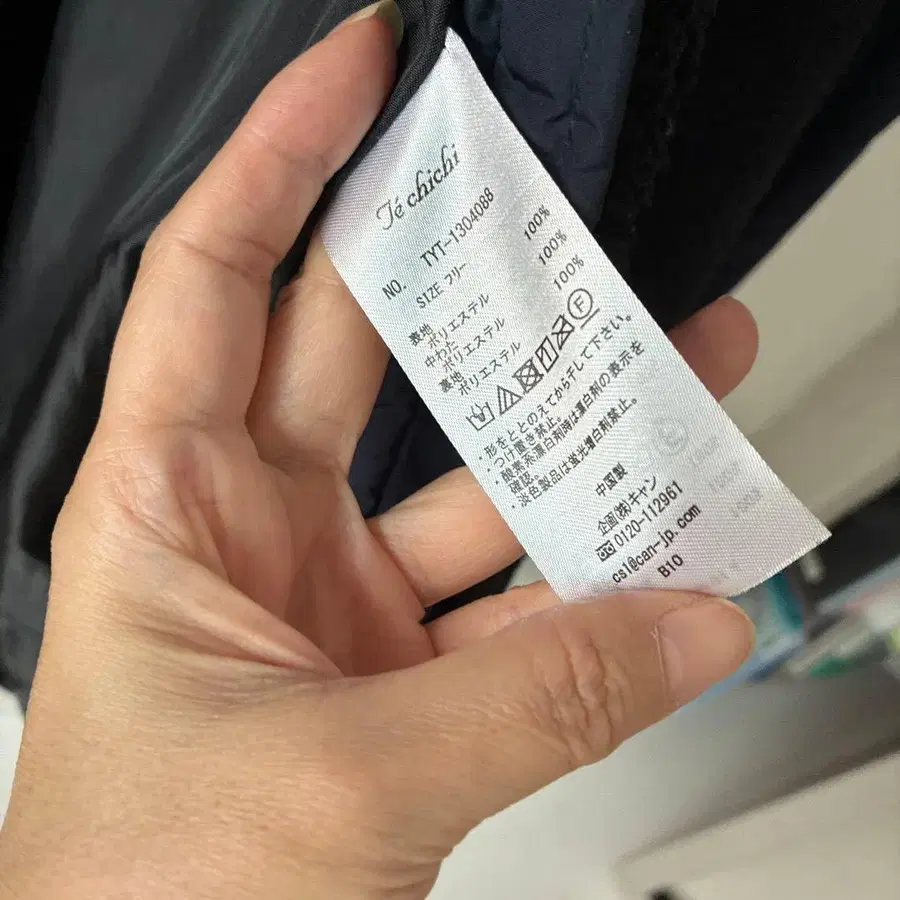 Té chichi
NO. TYT-1304088
SIZE フリー
表地
ポリエステル 100%
中わた
ポリエステル 100%
裏地
ポリエステル 100%
F
・形をととのえてから干して下さい。
・つけ置き禁止。
・酸素系漂白剤時は漂白剤の表示を
確認。
・淡色製品は蛍光増白剤禁止。
中国製
企画(株)キャン
0120-112961
cs1@can-jp.com
B10